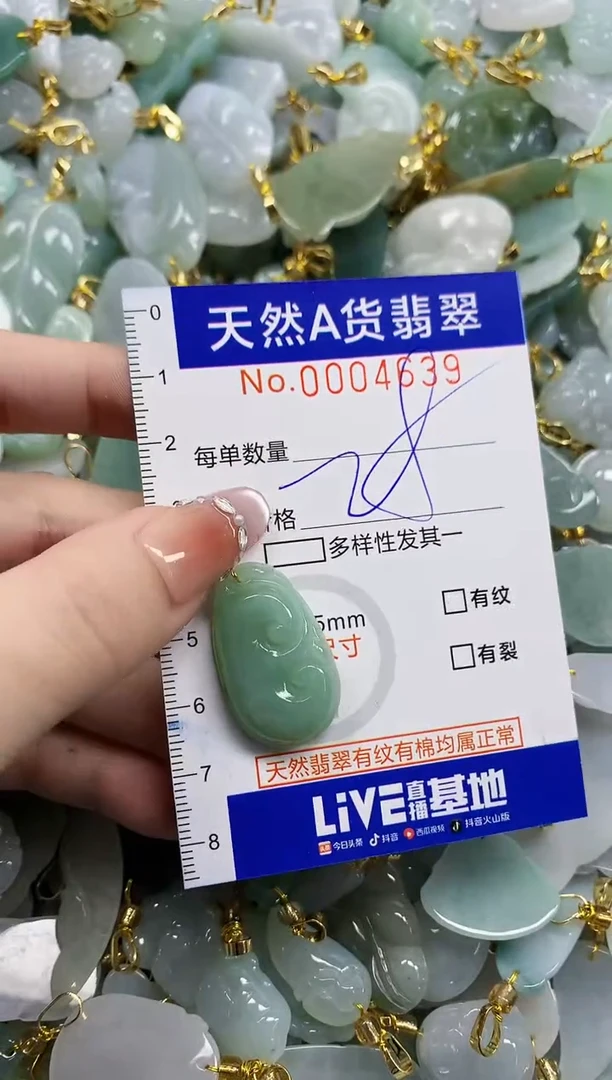 0
天然A货翡翠
1
No.0004639
2
每单数量
格
多样性发其一
5mm
有纹
5
尺寸
有裂
6
天然翡翠有纹有棉均属正常
7
LiVE直播基地
8
今日头条 抖音 西瓜视频 抖音火山版